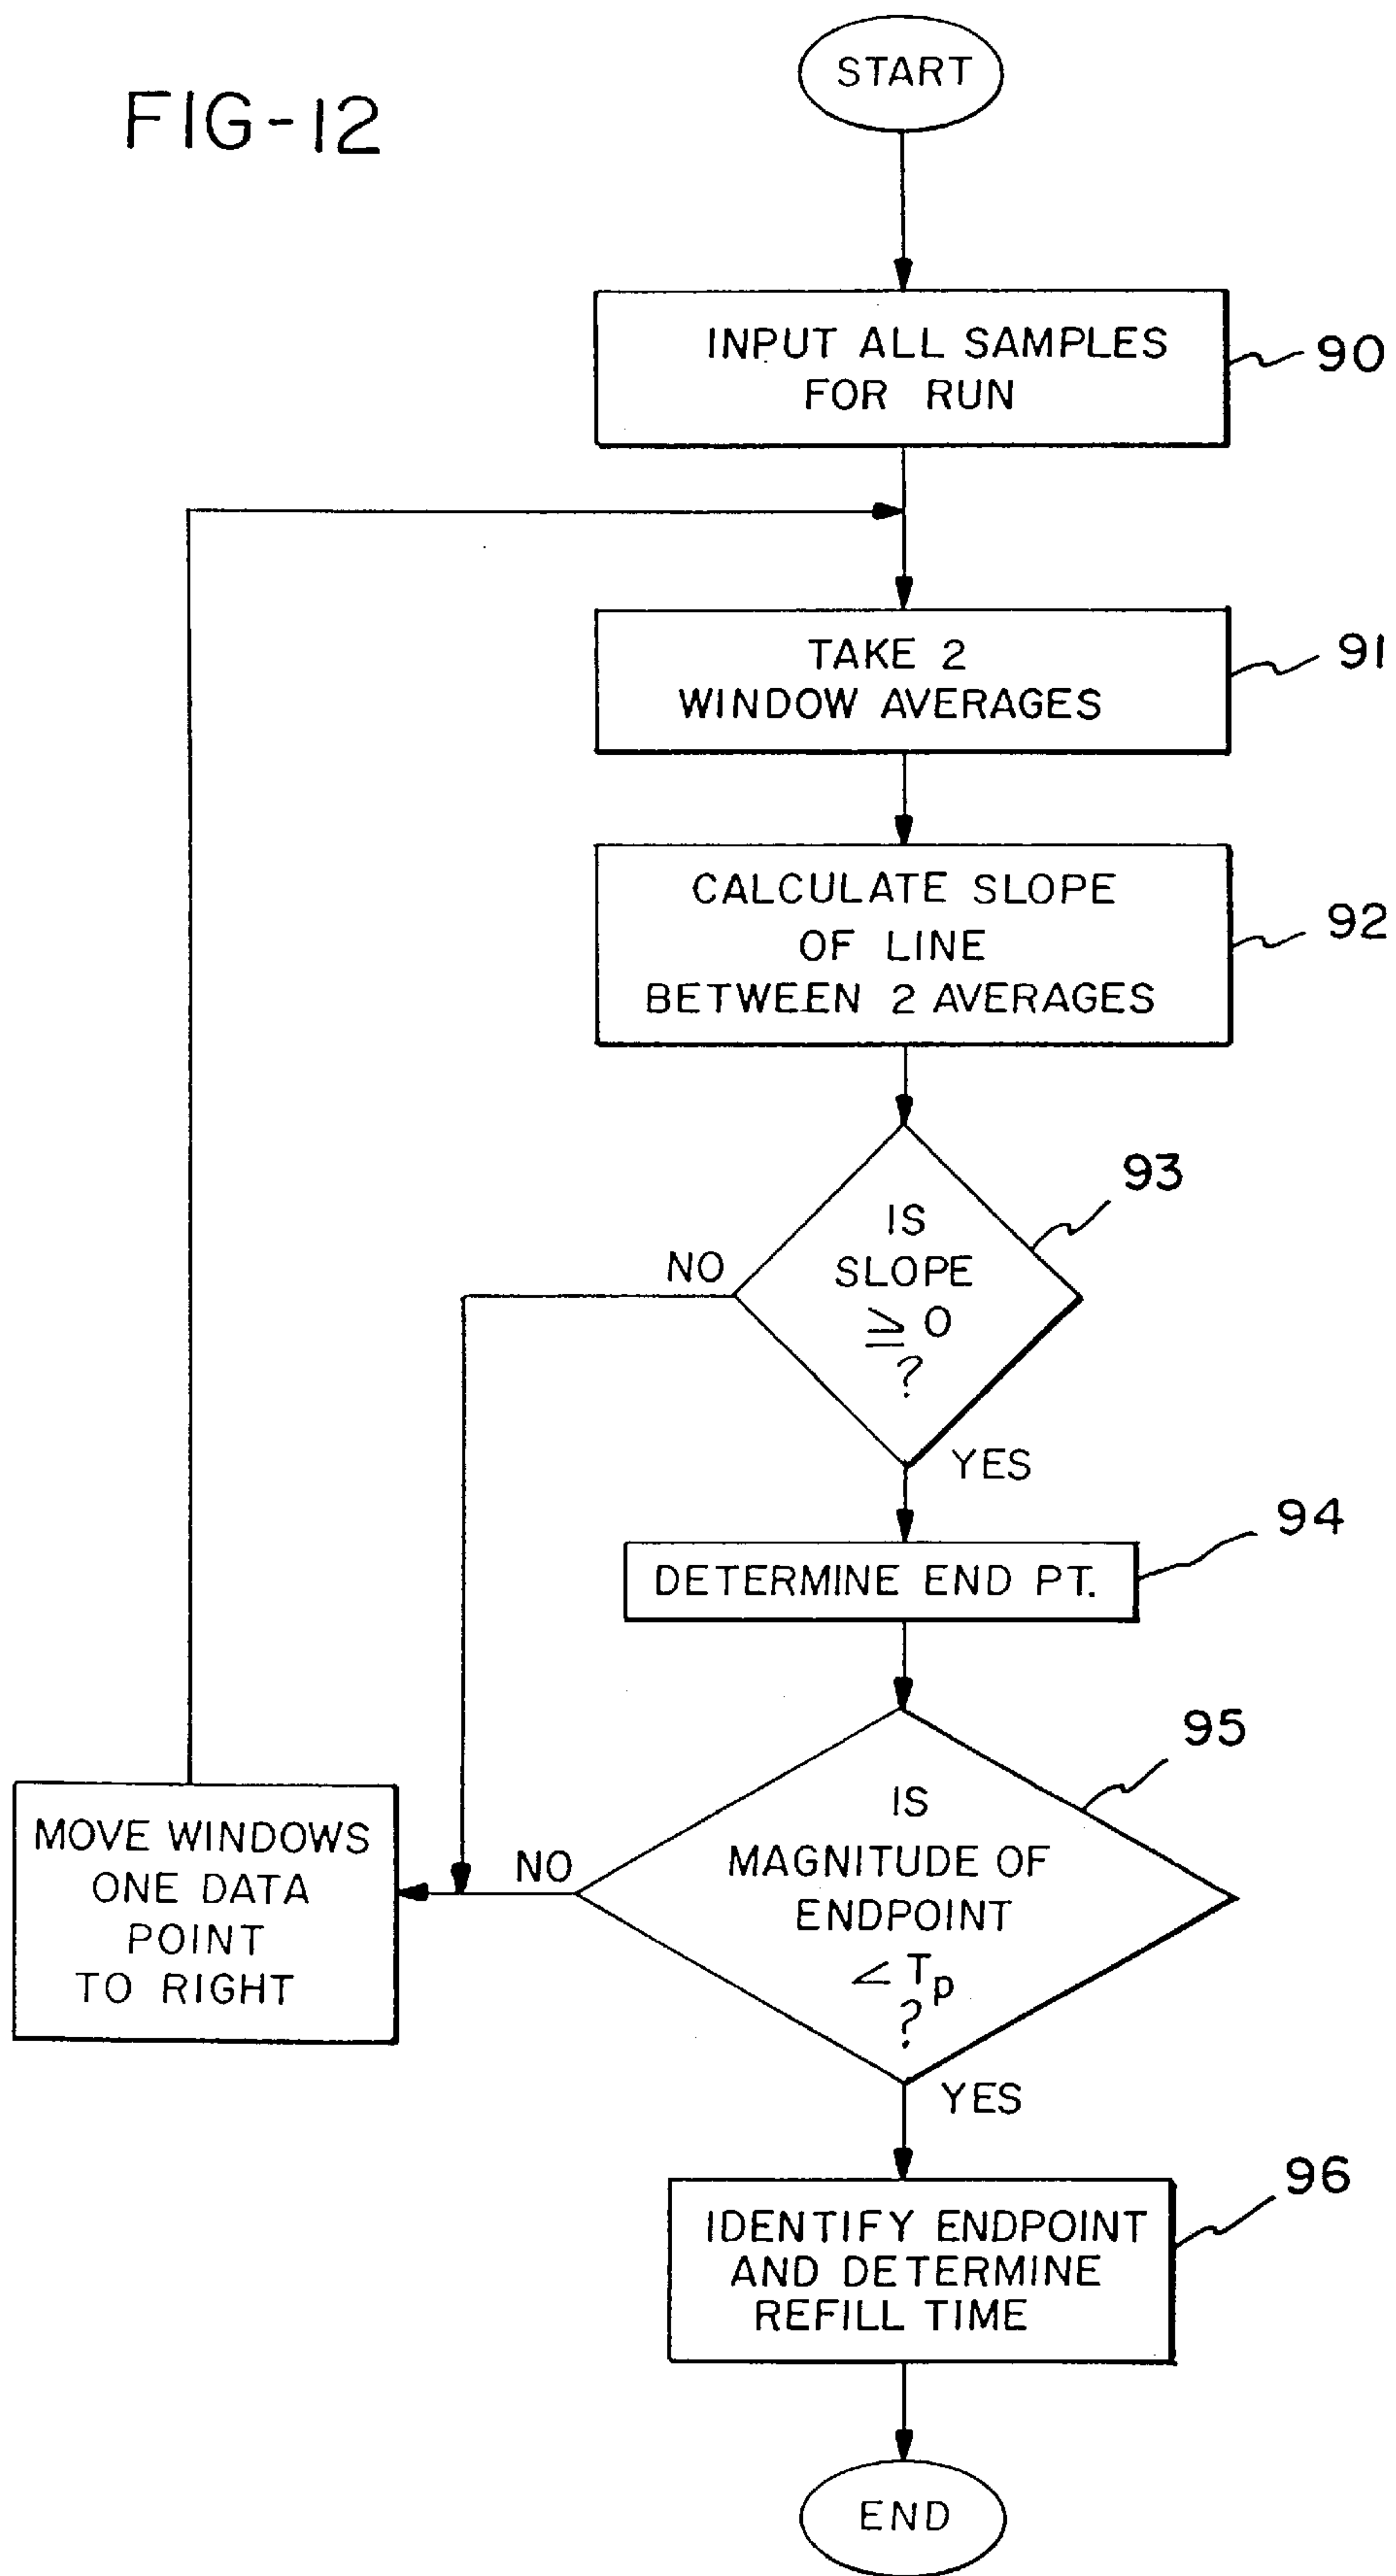 FIG-12
START
INPUT ALL SAMPLES
FOR RUN
90
TAKE 2
WINDOW AVERAGES
91
CALCULATE SLOPE
OF LINE
BETWEEN 2 AVERAGES
92
93
IS
SLOPE
≧ 0
?
NO
YES
94
DETERMINE END PT.
95
IS
MAGNITUDE OF
ENDPOINT
< Tp
?
NO
MOVE WINDOWS
ONE DATA
POINT
TO RIGHT
YES
96
IDENTIFY ENDPOINT
AND DETERMINE
REFILL TIME
END